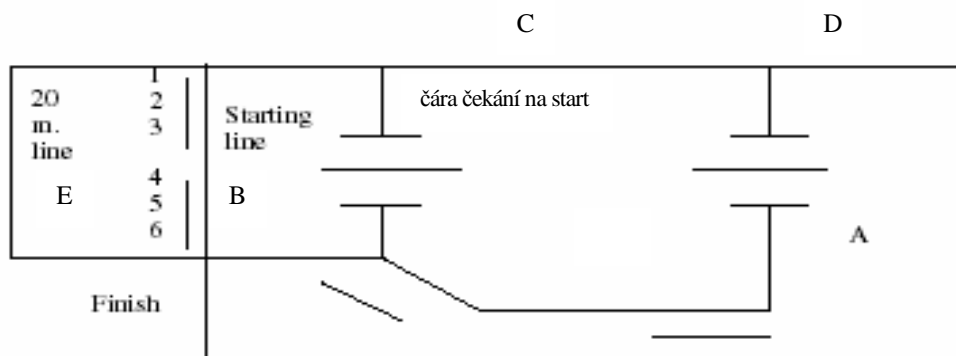 C
D
1
20
m.
line
2
3
Starting
line
čára čekání na start
4
5
6
E
B
A
Finish